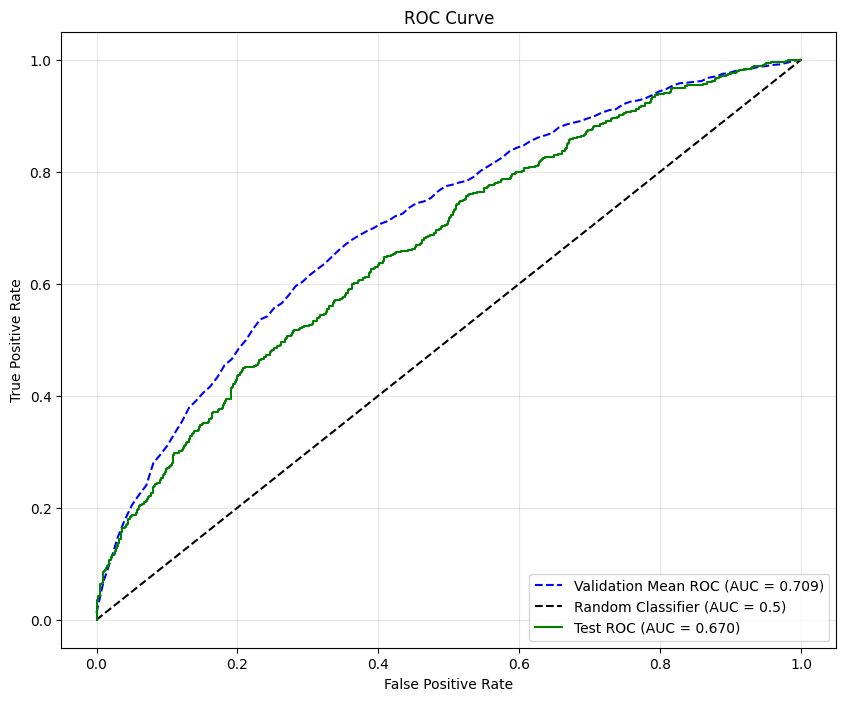 ROC Curve
True Positive Rate
1.0
0.8
0.6
0.4
0.2
0.0
0.0 0.2 0.4 0.6 0.8 1.0
False Positive Rate
Validation Mean ROC (AUC = 0.709)
Random Classifier (AUC = 0.5)
Test ROC (AUC = 0.670)